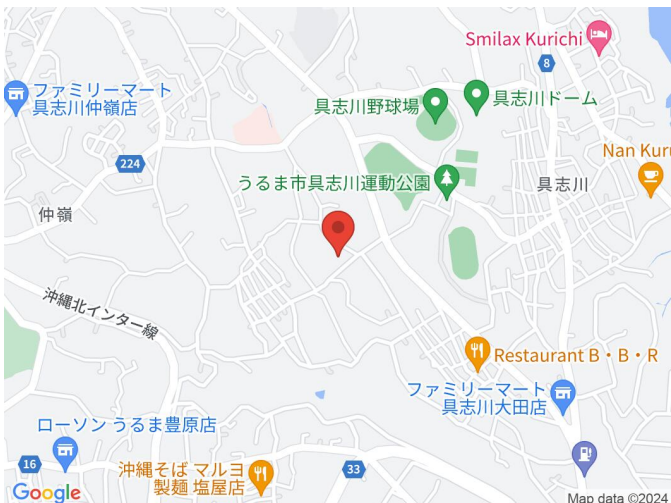 Smilax Kurichi
8
ファミリーマート
具志川仲嶺店
具志川野球場
具志川ドーム
224
Nan Kuru
うるま市具志川運動公園
具志川
仲嶺
沖縄北インター線
Restaurant B・B・R
ファミリーマート
具志川大田店
ローソン うるま豊原店
16
沖縄そば マルヨ
製麺 塩屋店
33
Google
Map data ©2024